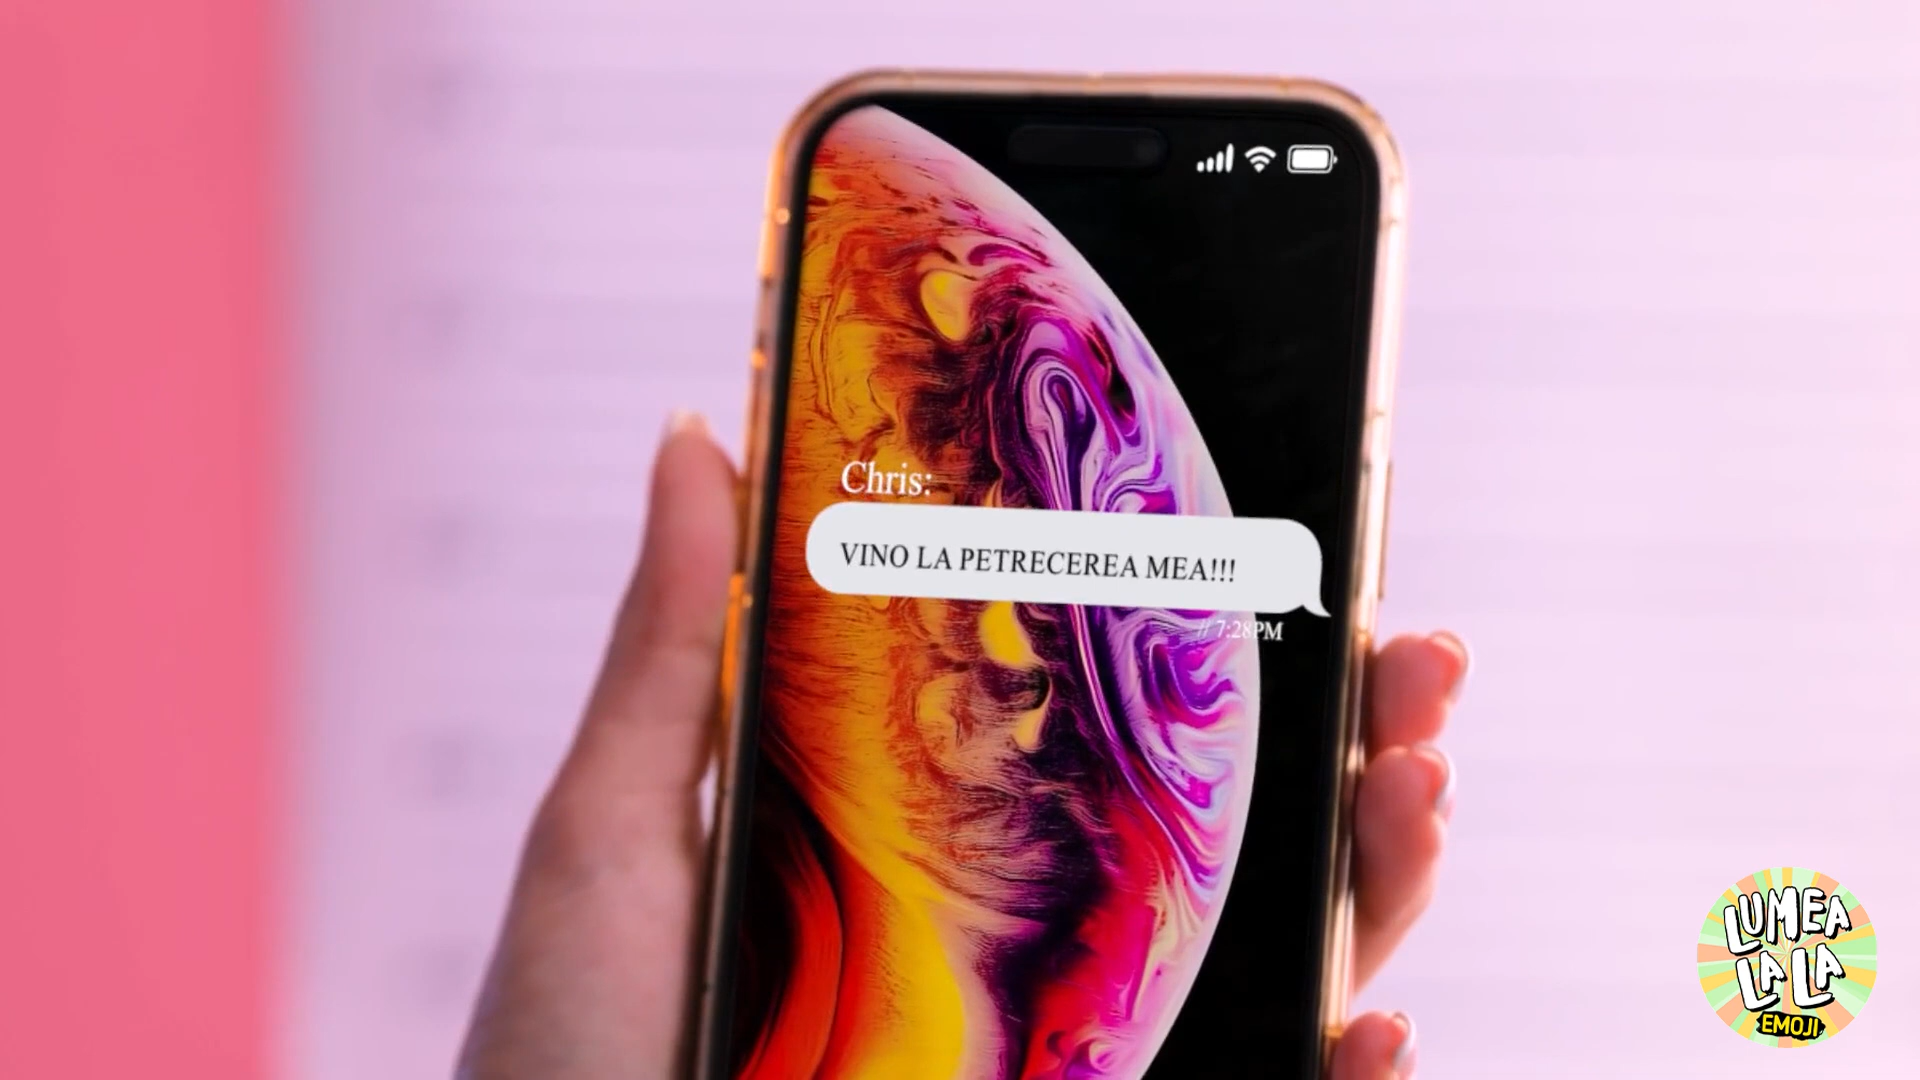 Chris:
VINO LA PETRECEREA MEA!!!
// 7:28PM
LUMEA
LA LA
EMOJI